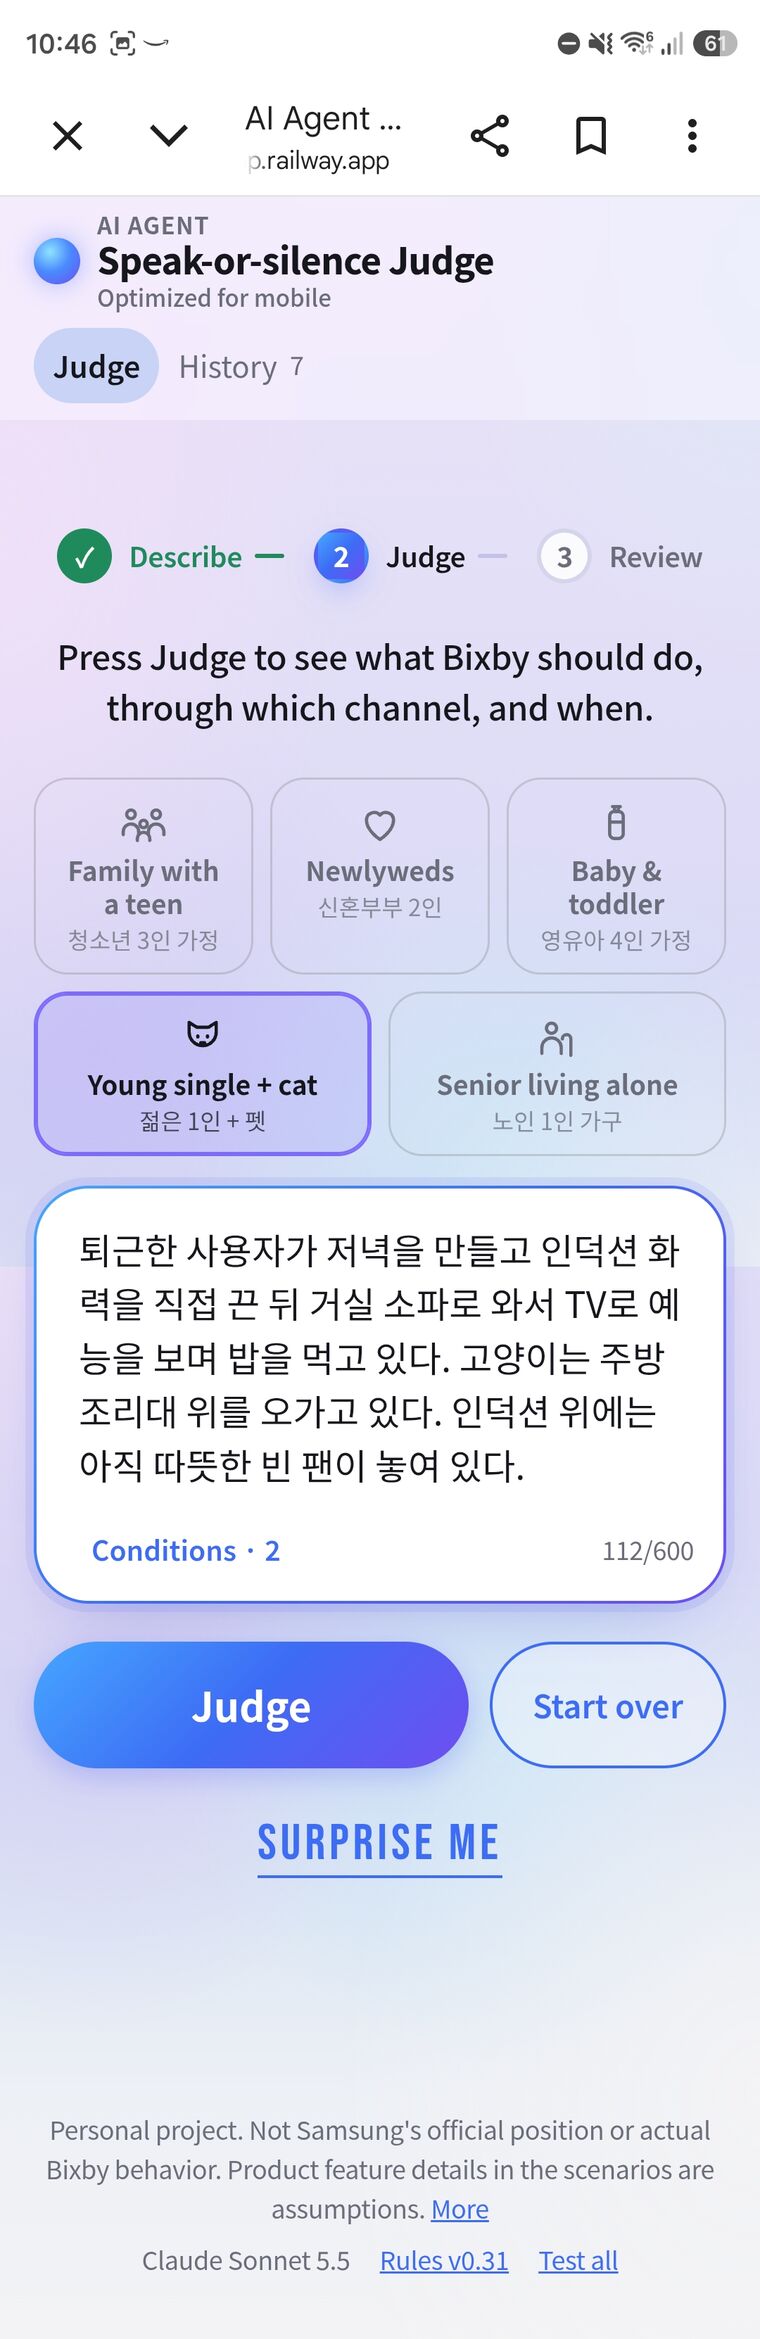 10:46
6
61
AI Agent ...
p.railway.app
AI AGENT
Speak-or-silence Judge
Optimized for mobile
Judge
History 7
✓ Describe
2 Judge
3 Review
Press Judge to see what Bixby should do,
through which channel, and when.
Family with
a teen
청소년 3인 가정
Newlyweds
신혼부부 2인
Baby &
toddler
영유아 4인 가정
Young single + cat
젊은 1인 + 펫
Senior living alone
노인 1인 가구
퇴근한 사용자가 저녁을 만들고 인덕션 화
력을 직접 끈 뒤 거실 소파로 와서 TV로 예
능을 보며 밥을 먹고 있다. 고양이는 주방
조리대 위를 오가고 있다. 인덕션 위에는
아직 따뜻한 빈 팬이 놓여 있다.
Conditions · 2
112/600
Judge
Start over
SURPRISE ME
Personal project. Not Samsung's official position or actual
Bixby behavior. Product feature details in the scenarios are
assumptions. More
Claude Sonnet 5.5 Rules v0.31 Test all